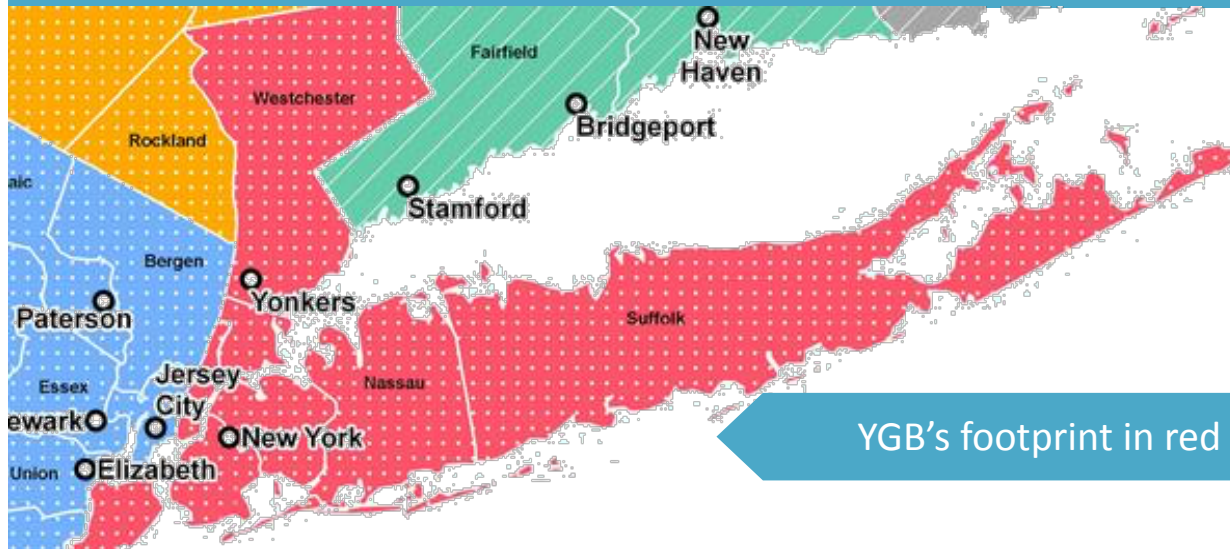 New
Haven
Fairfield
Westchester
Bridgeport
Rockland
aic
Stamford
Bergen
Yonkers
Paterson
Suffolk
Jersey
City
Essex
Nassau
ewark
New York
YGB's footprint in red
Union
Elizabeth